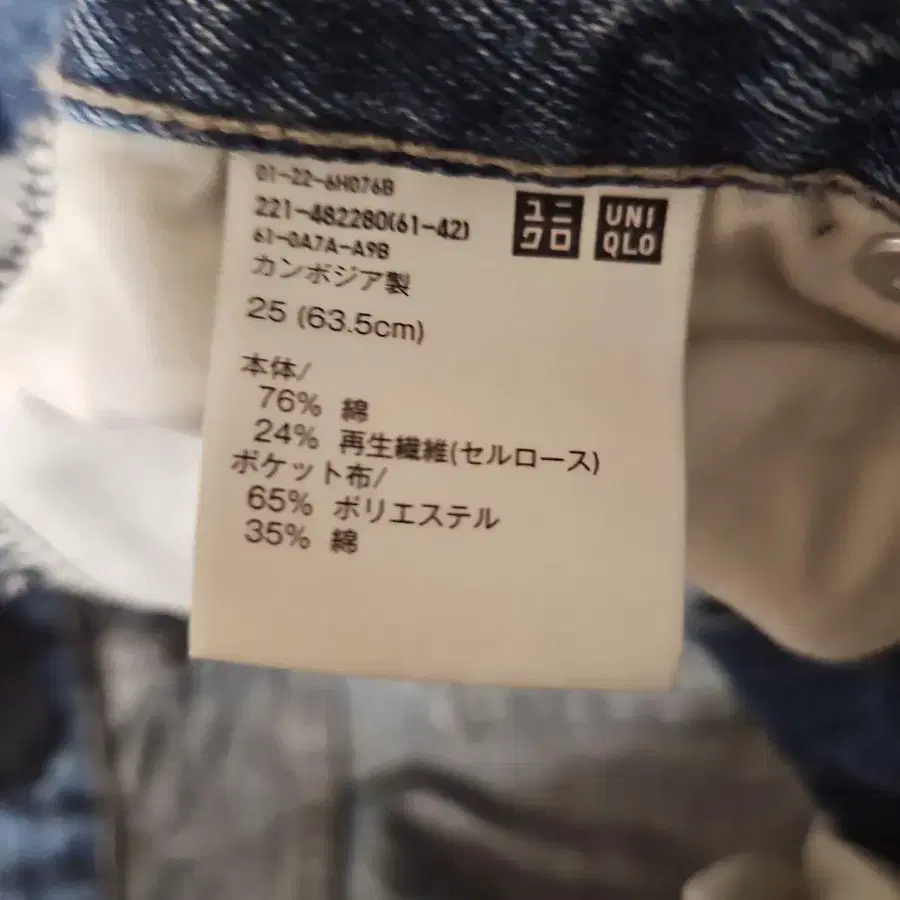 01-22-6H076B
221-482280(61-42)
61-0A7A-A9B
カンボジア製
25 (63.5cm)
本体/
76% 綿
24% 再生繊維(セルロース)
ポケット布/
65% ポリエステル
35% 綿
ユニ
クロ
UNI
QLO